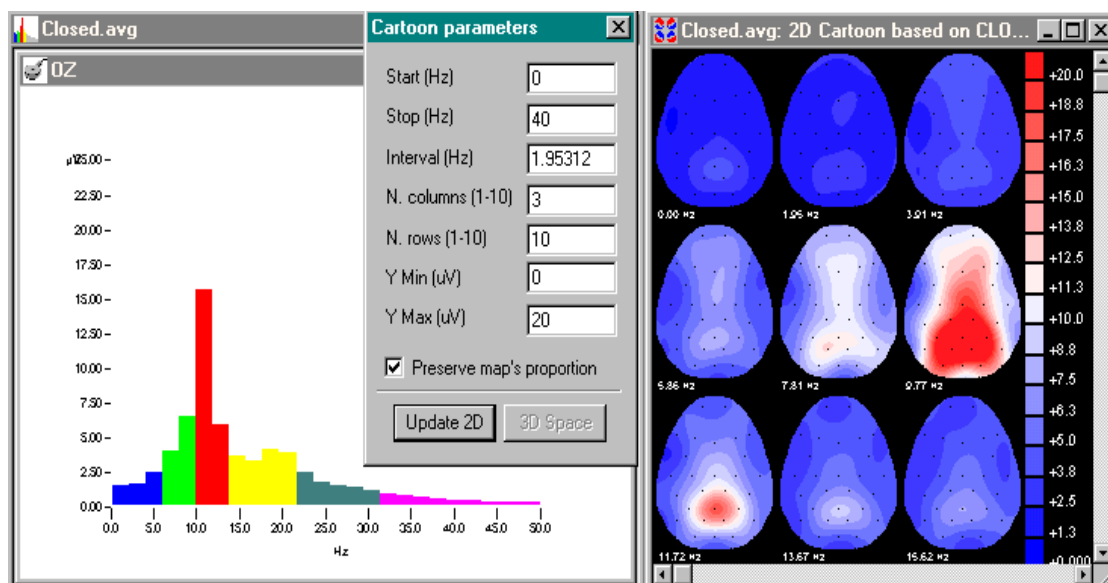 Closed.avg
OZ
µV25.00
22.50
20.00
17.50
15.00
12.50
10.00
7.50
5.00
2.50
0.00
0.0 5.0 10.0 15.0 20.0 25.0 30.0 35.0 40.0 45.0 50.0
Hz
Cartoon parameters
Start (Hz) 0
Stop (Hz) 40
Interval (Hz) 1.95312
N. columns (1-10) 3
N. rows (1-10) 10
Y Min (uV) 0
Y Max (uV) 20
Preserve map's proportion
Update 2D 3D Space
Closed.avg: 2D Cartoon based on CLO...
0.00 Hz 1.95 Hz 3.91 Hz
5.86 Hz 7.81 Hz 9.77 Hz
11.72 Hz 13.67 Hz 15.62 Hz
+20.0
+18.8
+17.5
+16.3
+15.0
+13.8
+12.5
+11.3
+10.0
+8.8
+7.5
+6.3
+5.0
+3.8
+2.5
+1.3
+0.000